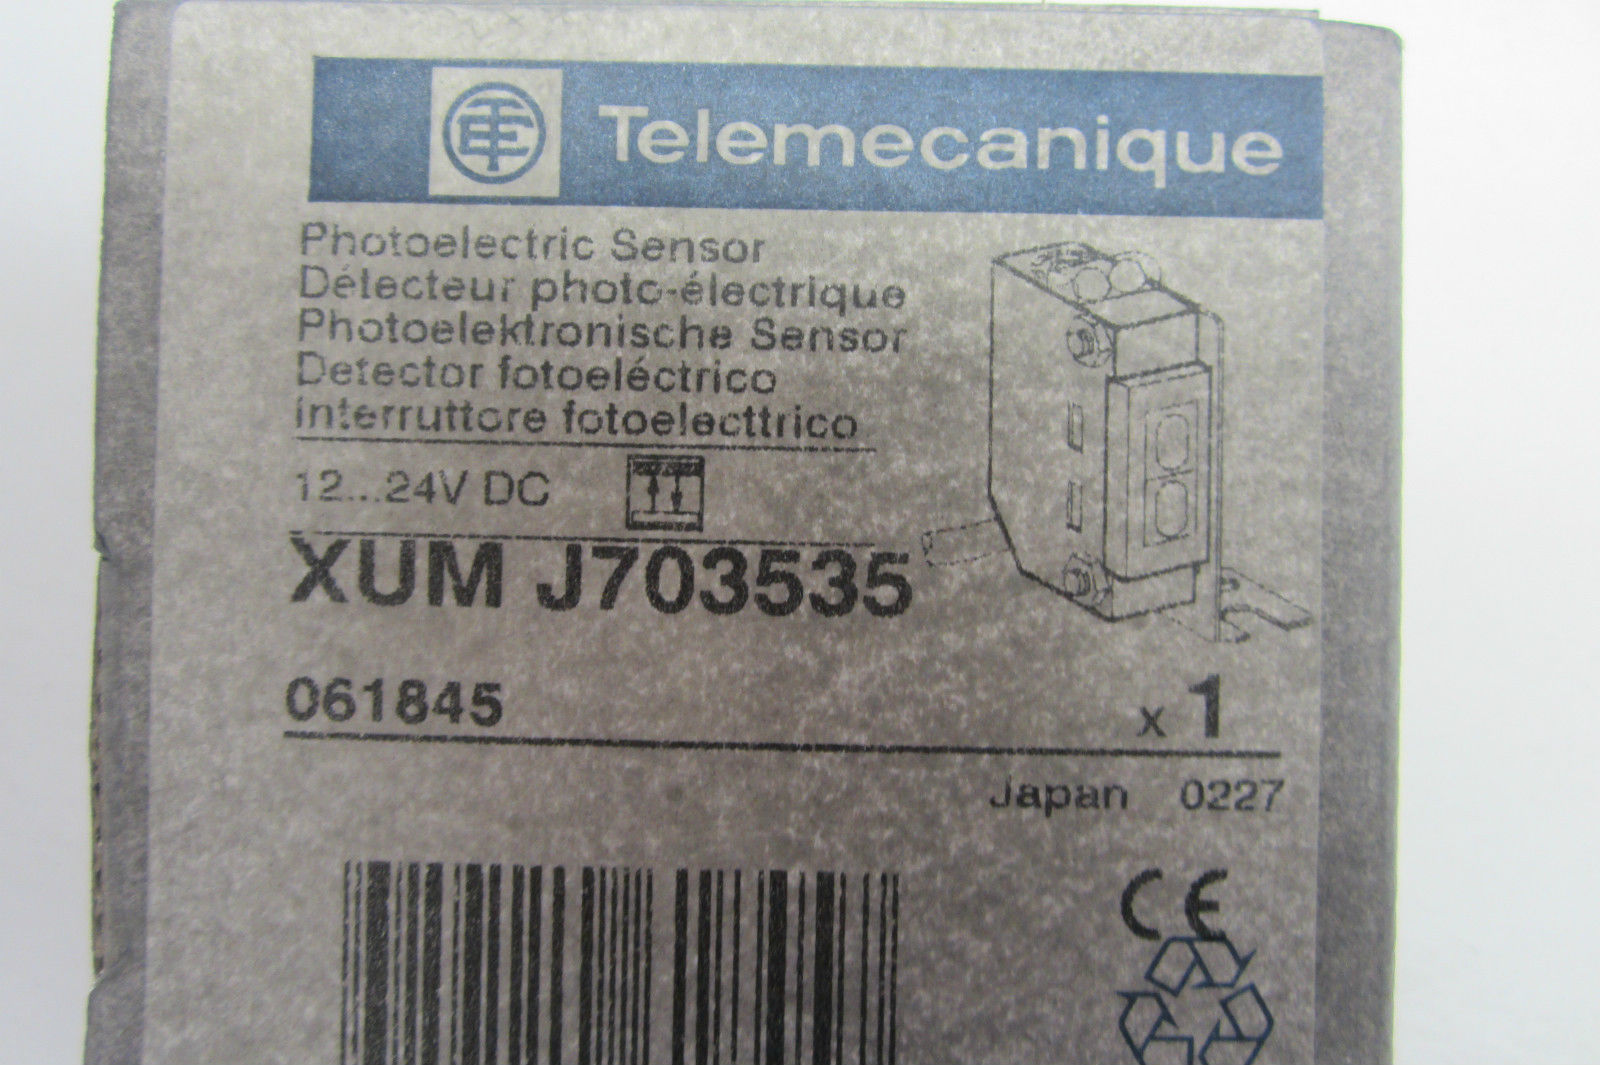 Telemecanique
Photoelectric Sensor
Détecteur photo-électrique
Photoelektronische Sensor
Detector fotoeléctrico
Interruttore fotoelecttrico
12...24V DC
XUM J703535
061845 x 1
Japan 0227
CE